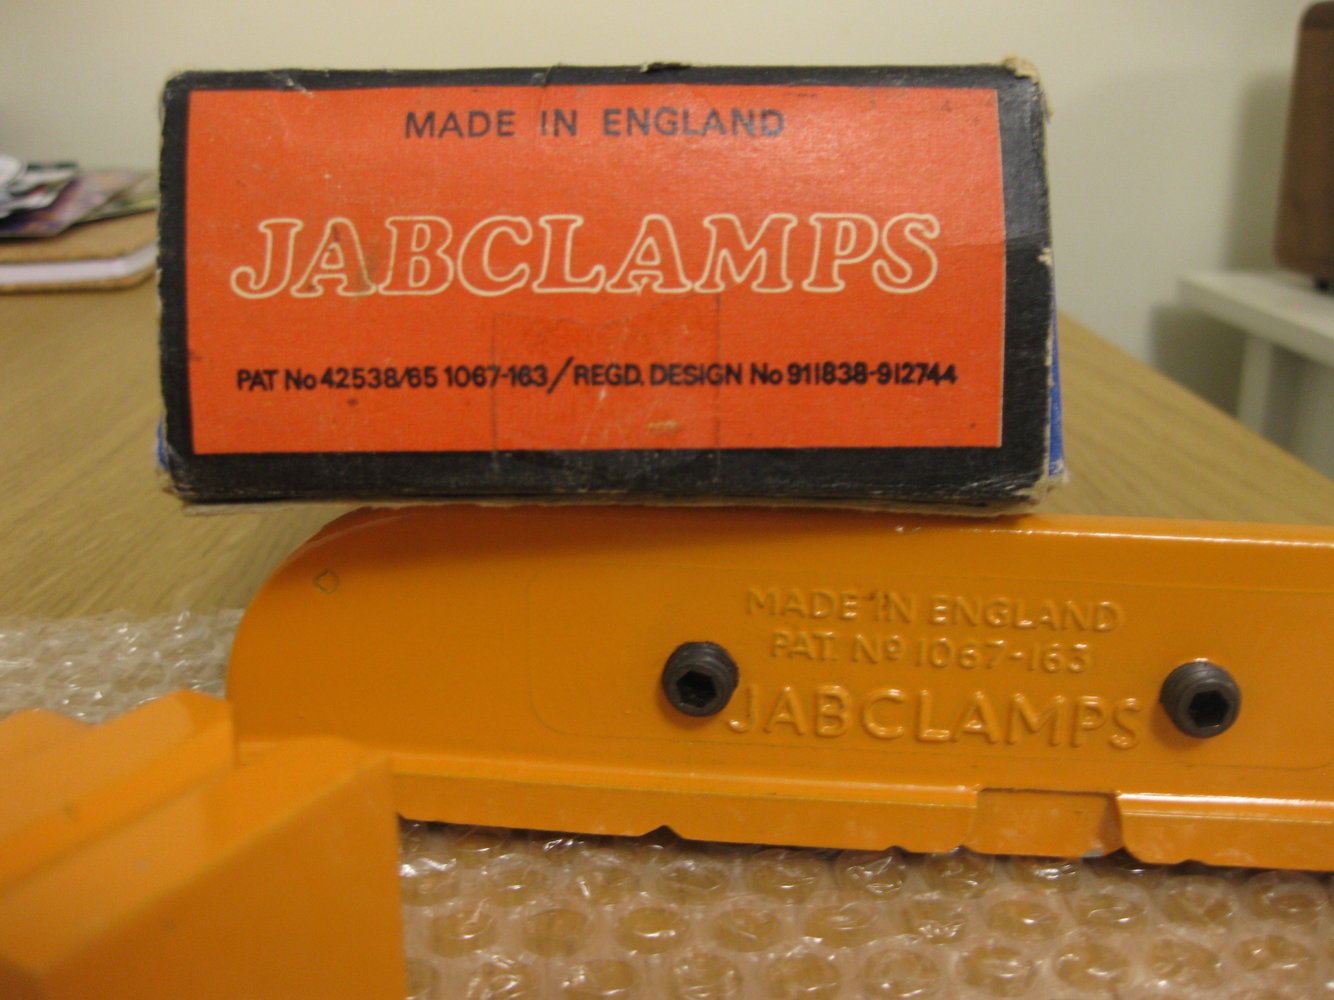 MADE IN ENGLAND
JABCLAMPS
PAT No 42538/65 1067-163/REGD. DESIGN No 911838-912744
MADE IN ENGLAND
PAT. No 1067-163
JABCLAMPS